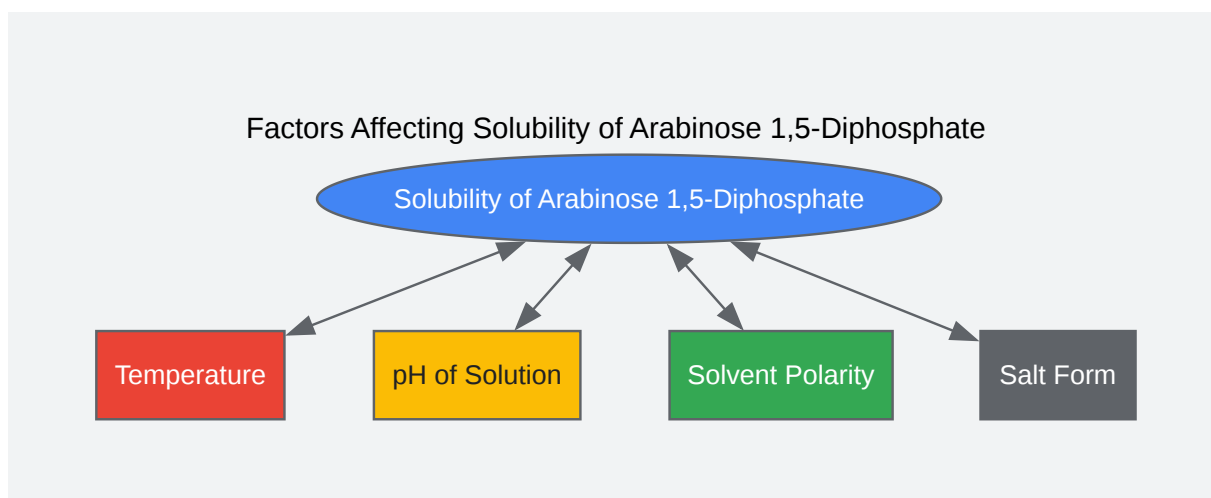 Factors Affecting Solubility of Arabinose 1,5-Diphosphate
Solubility of Arabinose 1,5-Diphosphate
Temperature
pH of Solution
Solvent Polarity
Salt Form